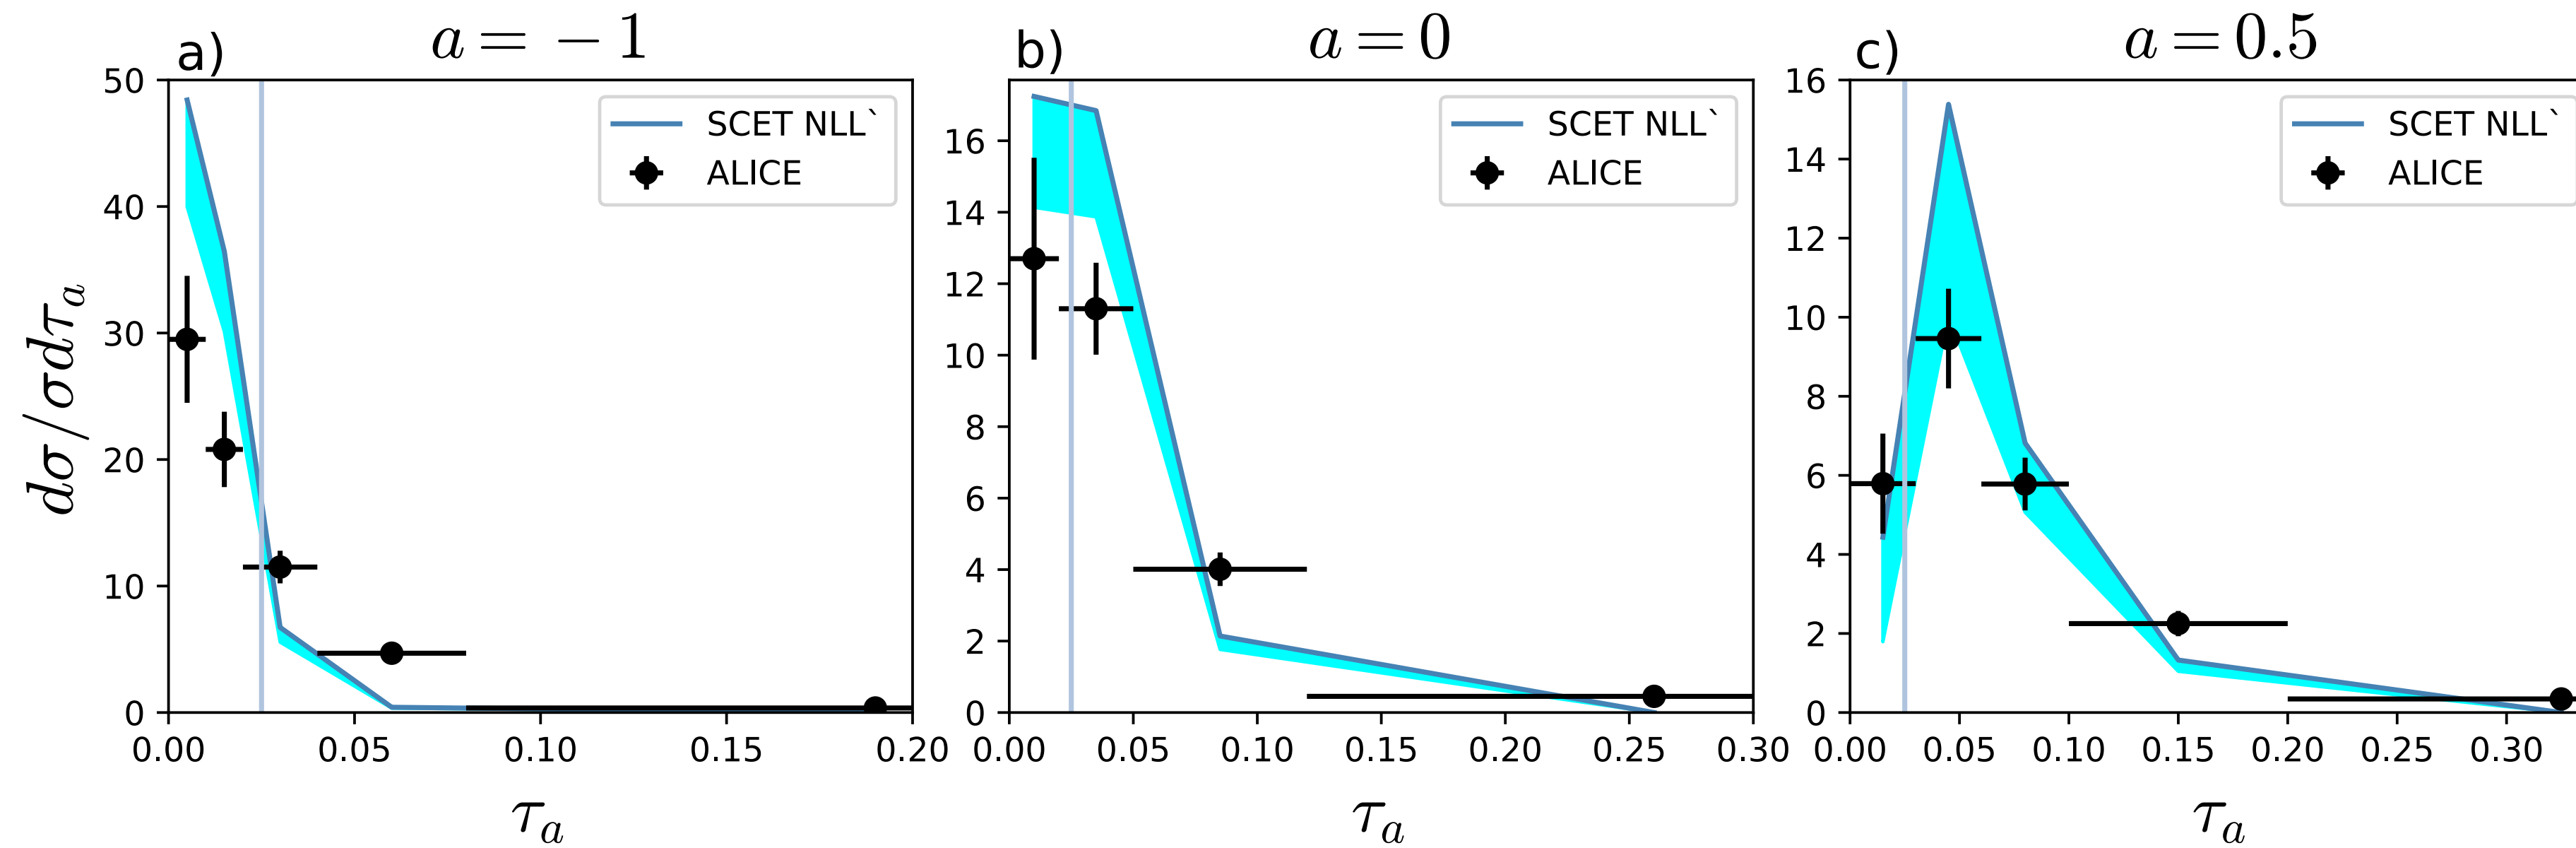 a) a = −1
b) a = 0
c) a = 0.5
dσ/σdτₐ
50
40
30
20
10
0
0.00 0.05 0.10 0.15 0.20
τₐ
SCET NLL`
ALICE
16
14
12
10
8
6
4
2
0
0.00 0.05 0.10 0.15 0.20 0.25 0.30
τₐ
SCET NLL`
ALICE
16
14
12
10
8
6
4
2
0
0.00 0.05 0.10 0.15 0.20 0.25 0.30
τₐ
SCET NLL`
ALICE